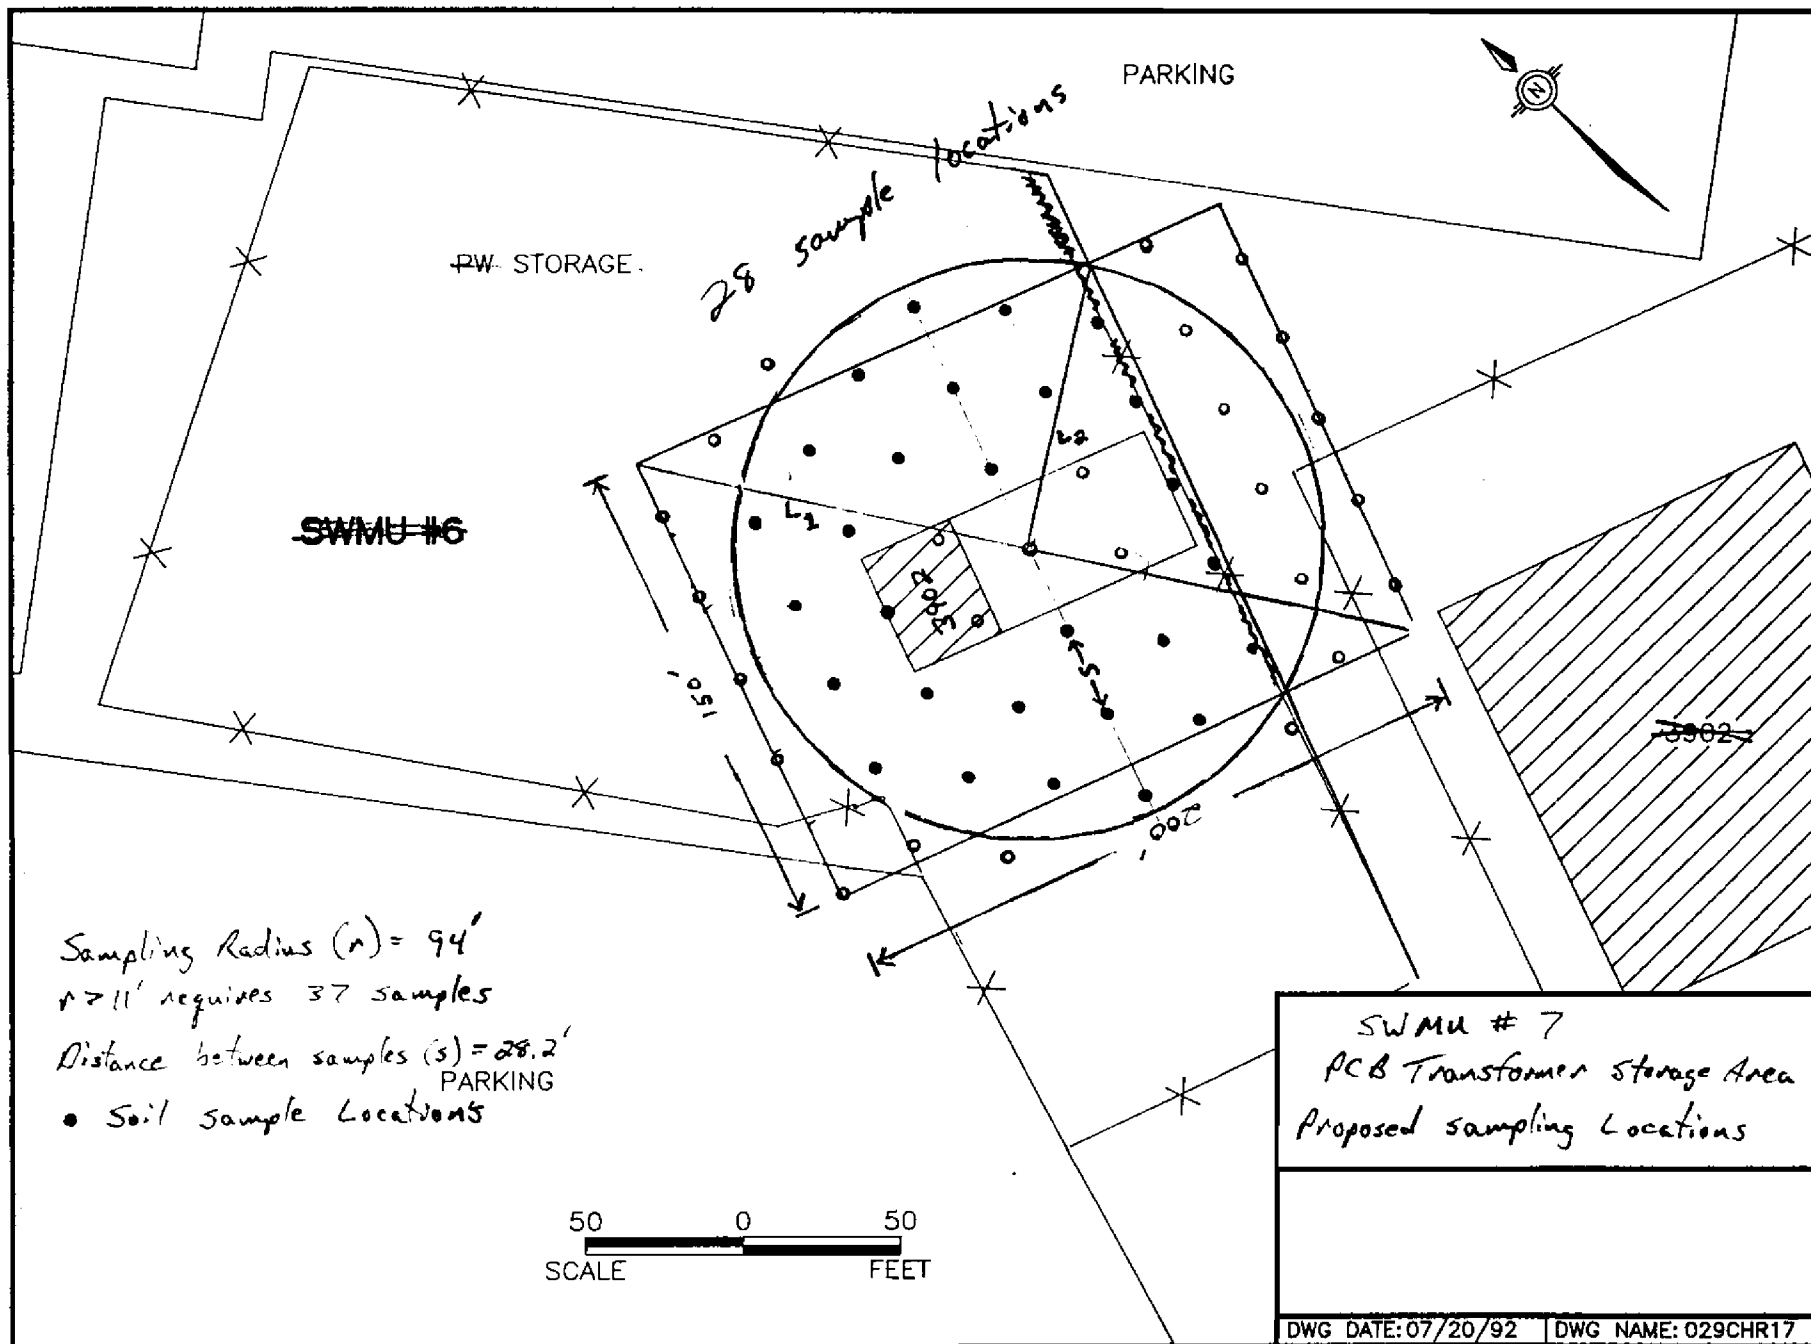 PARKING
N
28 sample locations
PW STORAGE
L2
L1
SWMU #6
3902
S
150'
3902
200'
Sampling Radius (r) = 94'
r > 11' requires 37 samples
Distance between samples (s) = 28.2'
PARKING
• Soil sample Locations
SWMU # 7
PCB Transformer Storage Area
Proposed sampling Locations
50 0 50
SCALE FEET
DWG DATE: 07/20/92 DWG NAME: 029CHR17